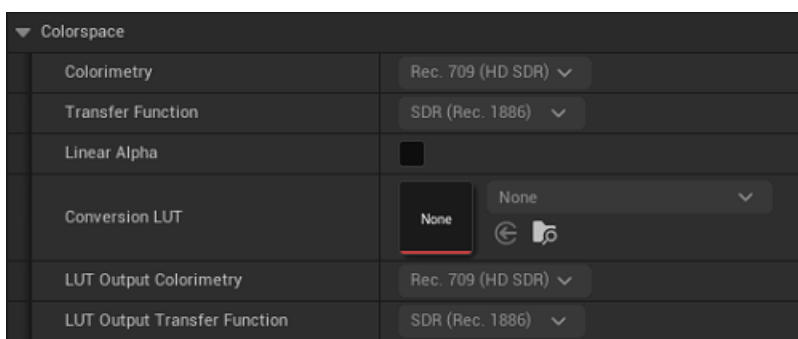 Colorspace
Colorimetry Rec. 709 (HD SDR)
Transfer Function SDR (Rec. 1886)
Linear Alpha
Conversion LUT None None
LUT Output Colorimetry Rec. 709 (HD SDR)
LUT Output Transfer Function SDR (Rec. 1886)